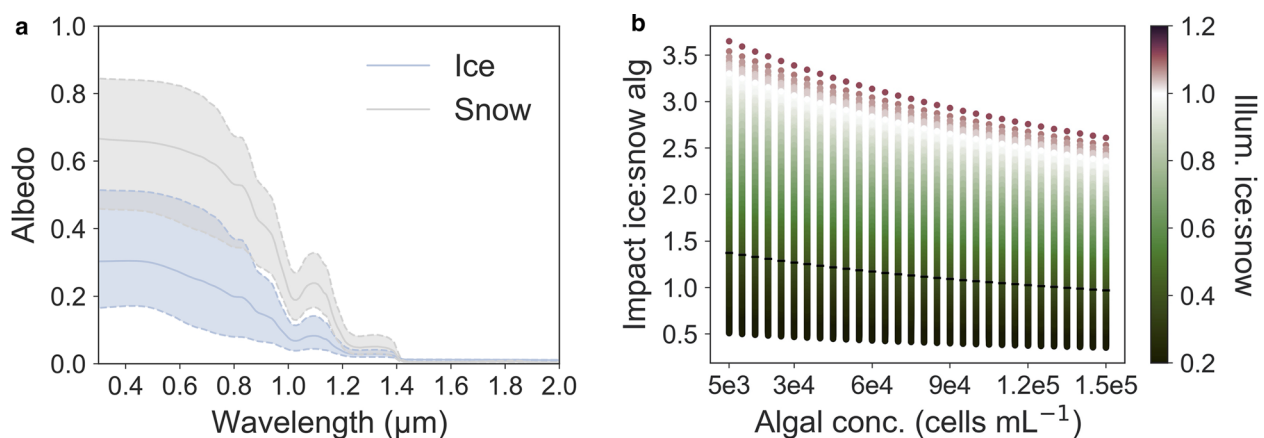 a
1.0
0.8
0.6
0.4
0.2
0.0
Albedo
Ice
Snow
0.4 0.6 0.8 1.0 1.2 1.4 1.6 1.8 2.0
Wavelength (µm)
b
3.5
3.0
2.5
2.0
1.5
1.0
0.5
Impact ice:snow alg
5e3 3e4 6e4 9e4 1.2e5 1.5e5
Algal conc. (cells mL⁻¹)
1.2
1.0
0.8
0.6
0.4
0.2
Illum. ice:snow